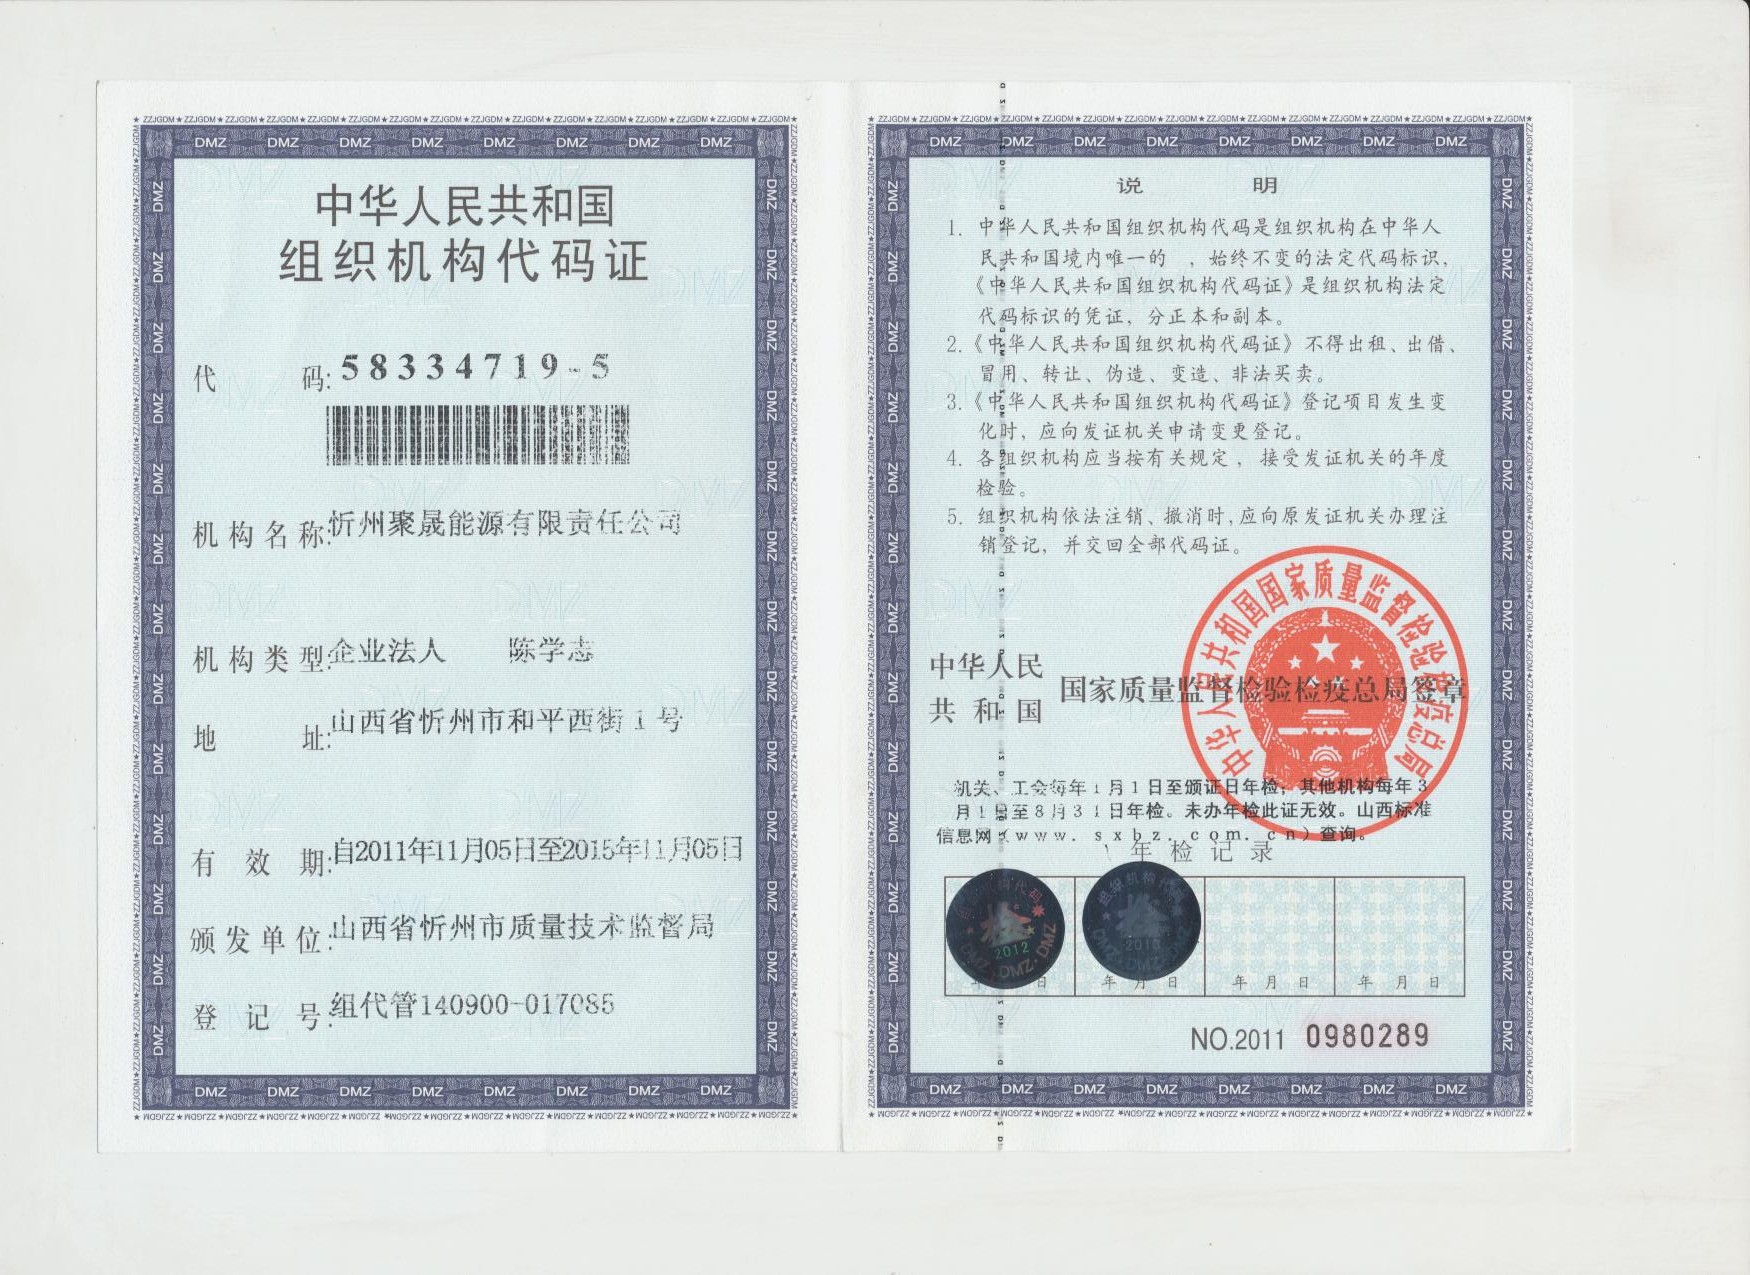 中华人民共和国
组织机构代码证
代 码: 58334719-5
机构名称: 忻州聚晟能源有限责任公司
机构类型: 企业法人 陈学志
地 址: 山西省忻州市和平西街1号
有 效 期: 自2011年11月05日至2015年11月05日
颁发单位: 山西省忻州市质量技术监督局
登 记 号: 组代管140900-017085
说 明
1. 中华人民共和国组织机构代码是组织机构在中华人
民共和国境内唯一的 ，始终不变的法定代码标识，
《中华人民共和国组织机构代码证》是组织机构法定
代码标识的凭证，分正本和副本。
2.《中华人民共和国组织机构代码证》不得出租、出借、
冒用、转让、伪造、变造、非法买卖。
3.《中华人民共和国组织机构代码证》登记项目发生变
化时，应向发证机关申请变更登记。
4. 各组织机构应当按有关规定，接受发证机关的年度
检验。
5. 组织机构依法注销、撤消时，应向原发证机关办理注
销登记，并交回全部代码证。
中华人民
共和国 国家质量监督检验检疫总局签章
中华人民共和国国家质量监督检验检疫总局
机关、工会每年1月1日至颁证日年检；其他机构每年3
月1日至8月31日年检。未办年检此证无效。山西标准
信息网（www.sxbz.com.cn）查询。
年检记录
检
2012
DMZ·DMZ·DMZ
日
年 月 日
年 月 日
年 月 日
NO.2011 0980289